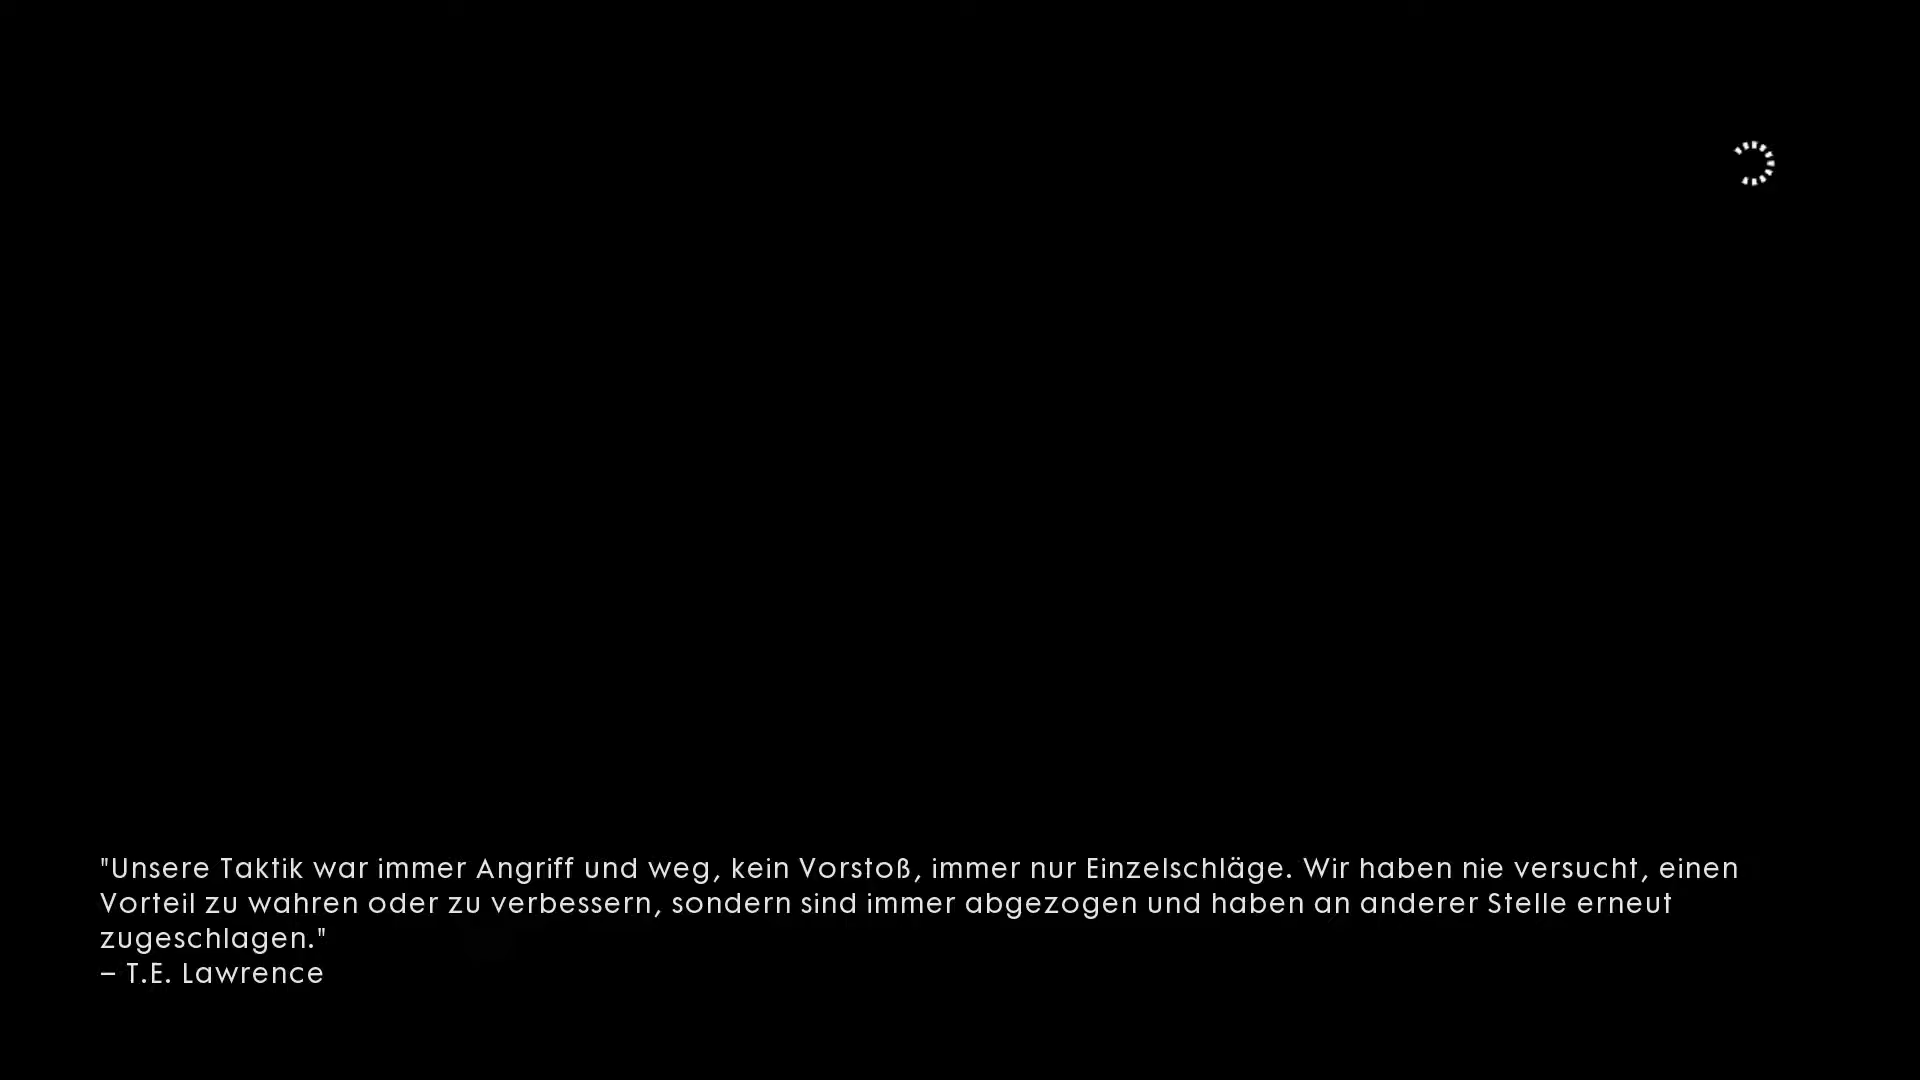 "Unsere Taktik war immer Angriff und weg, kein Vorstoß, immer nur Einzelschläge. Wir haben nie versucht, einen
Vorteil zu wahren oder zu verbessern, sondern sind immer abgezogen und haben an anderer Stelle erneut
zugeschlagen."
– T.E. Lawrence